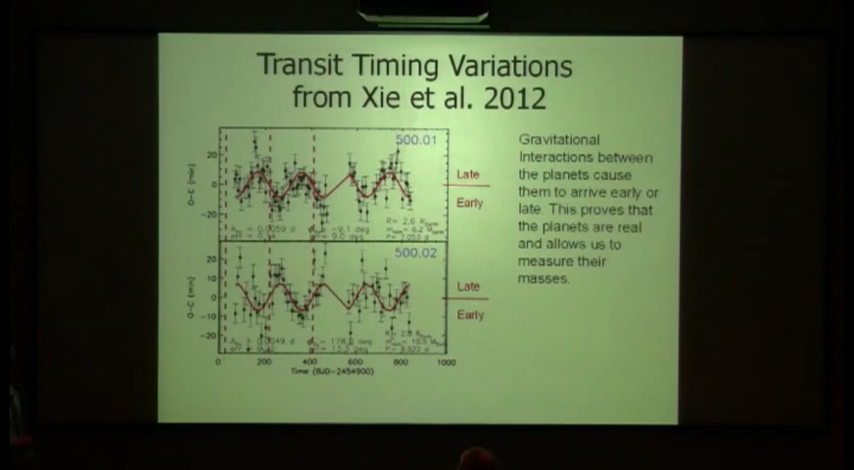 Transit Timing Variations
from Xie et al. 2012
500.01
20
0
-20
O-C (min)
Late
Early
500.02
20
10
0
-10
-20
O-C (min)
Late
Early
0 200 400 600 800 1000
Time (BJD-2454900)
Gravitational
Interactions between
the planets cause
them to arrive early or
late. This proves that
the planets are real
and allows us to
measure their
masses.